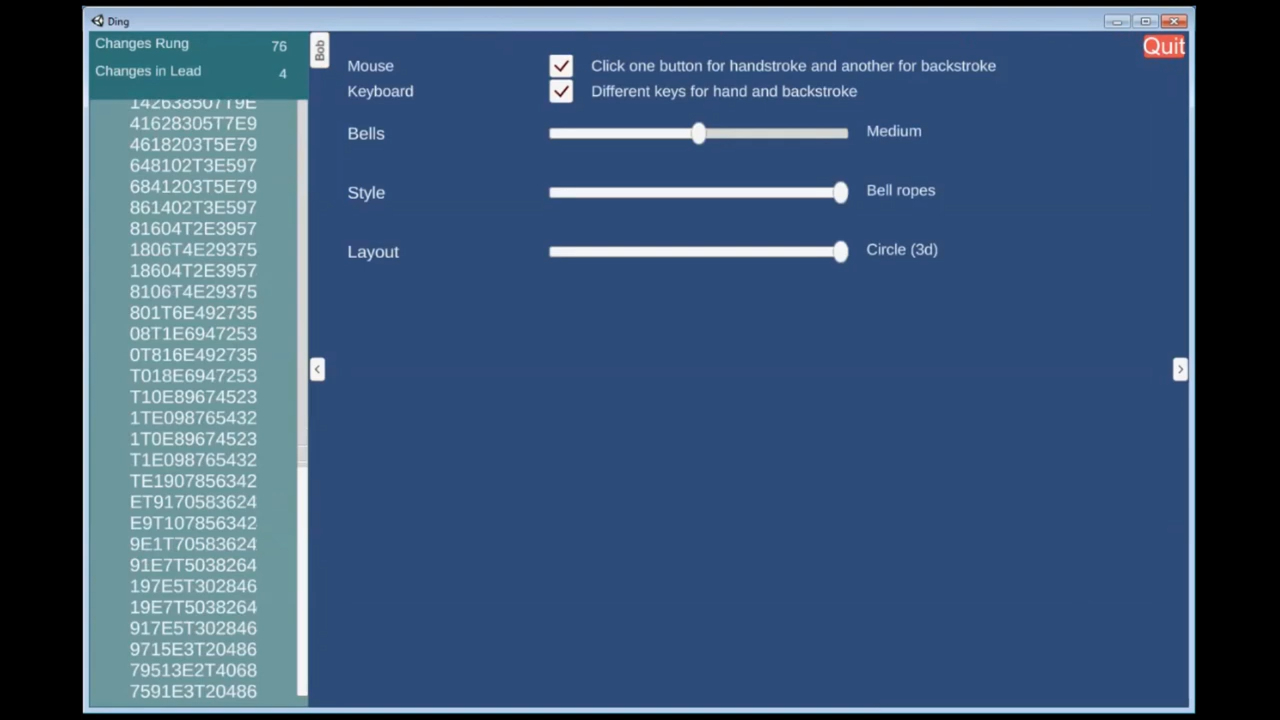 Ding
Changes Rung 76
Changes in Lead 4
Bob
Quit
Mouse Click one button for handstroke and another for backstroke
Keyboard Different keys for hand and backstroke
Bells Medium
Style Bell ropes
Layout Circle (3d)
142638507T9E
41628305T7E9
4618203T5E79
648102T3E597
6841203T5E79
861402T3E597
81604T2E3957
1806T4E29375
18604T2E3957
8106T4E29375
801T6E492735
08T1E6947253
0T816E492735
T018E6947253
T10E89674523
1TE098765432
1T0E89674523
T1E098765432
TE1907856342
ET9170583624
E9T107856342
9E1T70583624
91E7T5038264
197E5T302846
19E7T5038264
917E5T302846
9715E3T20486
79513E2T4068
7591E3T20486